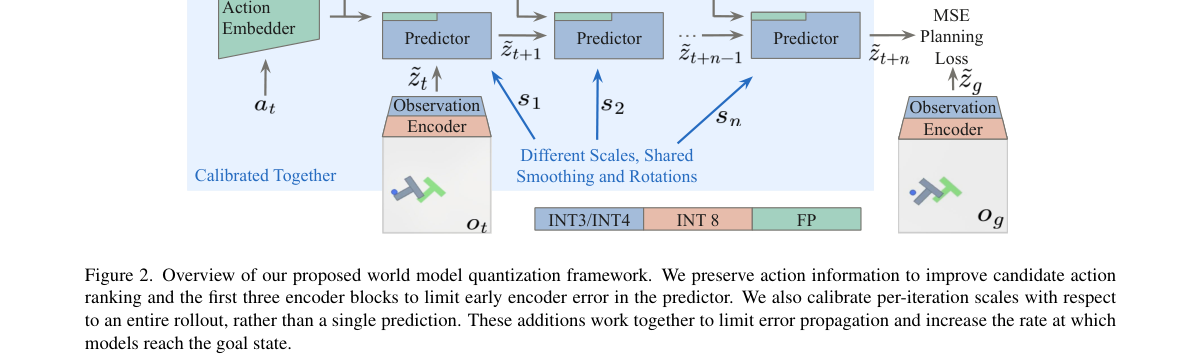 Action
Embedder
Predictor
Predictor
Predictor
z̃t+1
...
z̃t+n−1
z̃t+n
MSE
Planning
Loss
at
z̃t
s1
s2
sn
z̃g
Observation
Encoder
Observation
Encoder
Different Scales, Shared
Smoothing and Rotations
Calibrated Together
ot
INT3/INT4 INT 8 FP
og
Figure 2. Overview of our proposed world model quantization framework. We preserve action information to improve candidate action
ranking and the first three encoder blocks to limit early encoder error in the predictor. We also calibrate per-iteration scales with respect
to an entire rollout, rather than a single prediction. These additions work together to limit error propagation and increase the rate at which
models reach the goal state.